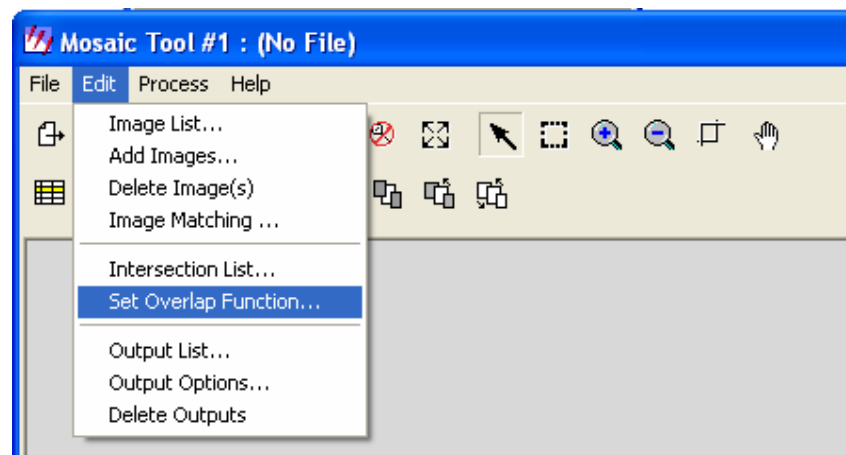 Mosaic Tool #1 : (No File)
File Edit Process Help
Image List...
Add Images...
Delete Image(s)
Image Matching ...
Intersection List...
Set Overlap Function...
Output List...
Output Options...
Delete Outputs